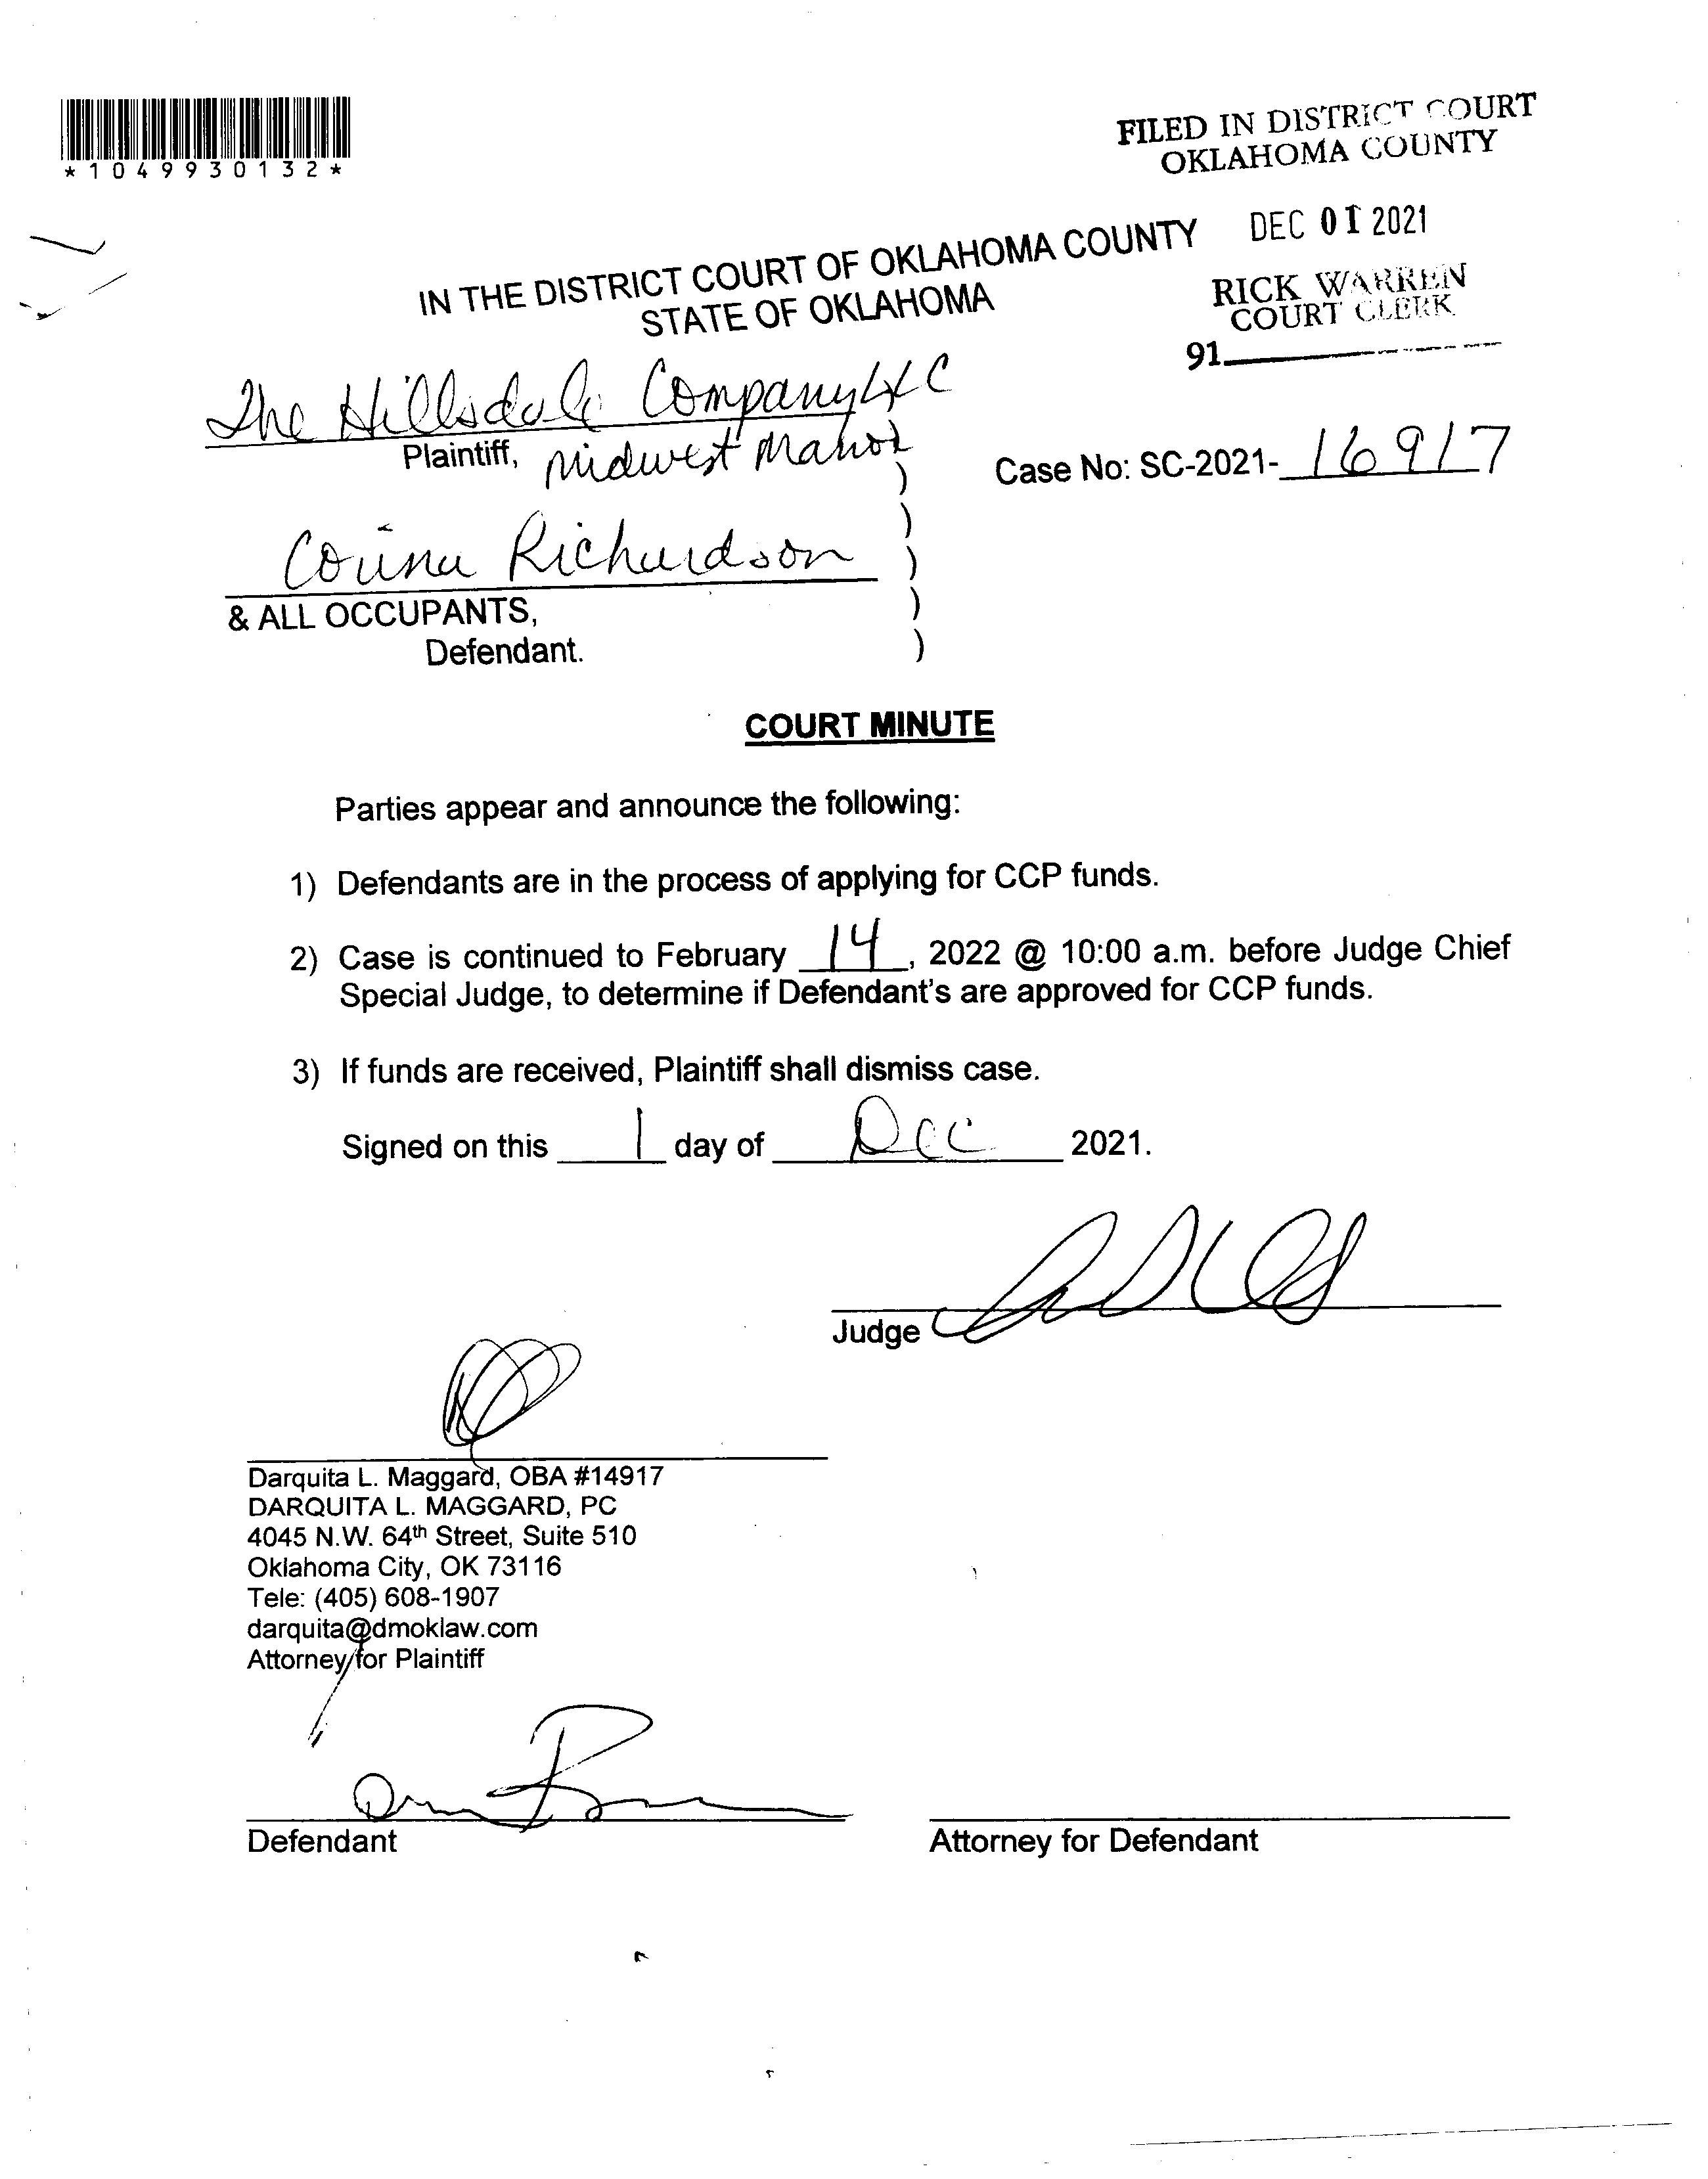 *1049930132*
FILED IN DISTRICT COURT
OKLAHOMA COUNTY
DEC 01 2021
IN THE DISTRICT COURT OF OKLAHOMA COUNTY
STATE OF OKLAHOMA
RICK WARREN
COURT CLERK
91
The Hillsdale Company LLC
Plaintiff, Midwest Manor
Case No: SC-2021-16917
)
)
)
)
)
Richardson
& ALL OCCUPANTS,
Defendant.
COURT MINUTE
Parties appear and announce the following:
1) Defendants are in the process of applying for CCP funds.
2) Case is continued to February 14, 2022 @ 10:00 a.m. before Judge Chief
Special Judge, to determine if Defendant's are approved for CCP funds.
3) If funds are received, Plaintiff shall dismiss case.
Signed on this 1 day of Dec 2021.
Judge
Darquita L. Maggard, OBA #14917
DARQUITA L. MAGGARD, PC
4045 N.W. 64th Street, Suite 510
Oklahoma City, OK 73116
Tele: (405) 608-1907
darquita@dmoklaw.com
Attorney for Plaintiff
Defendant
Attorney for Defendant